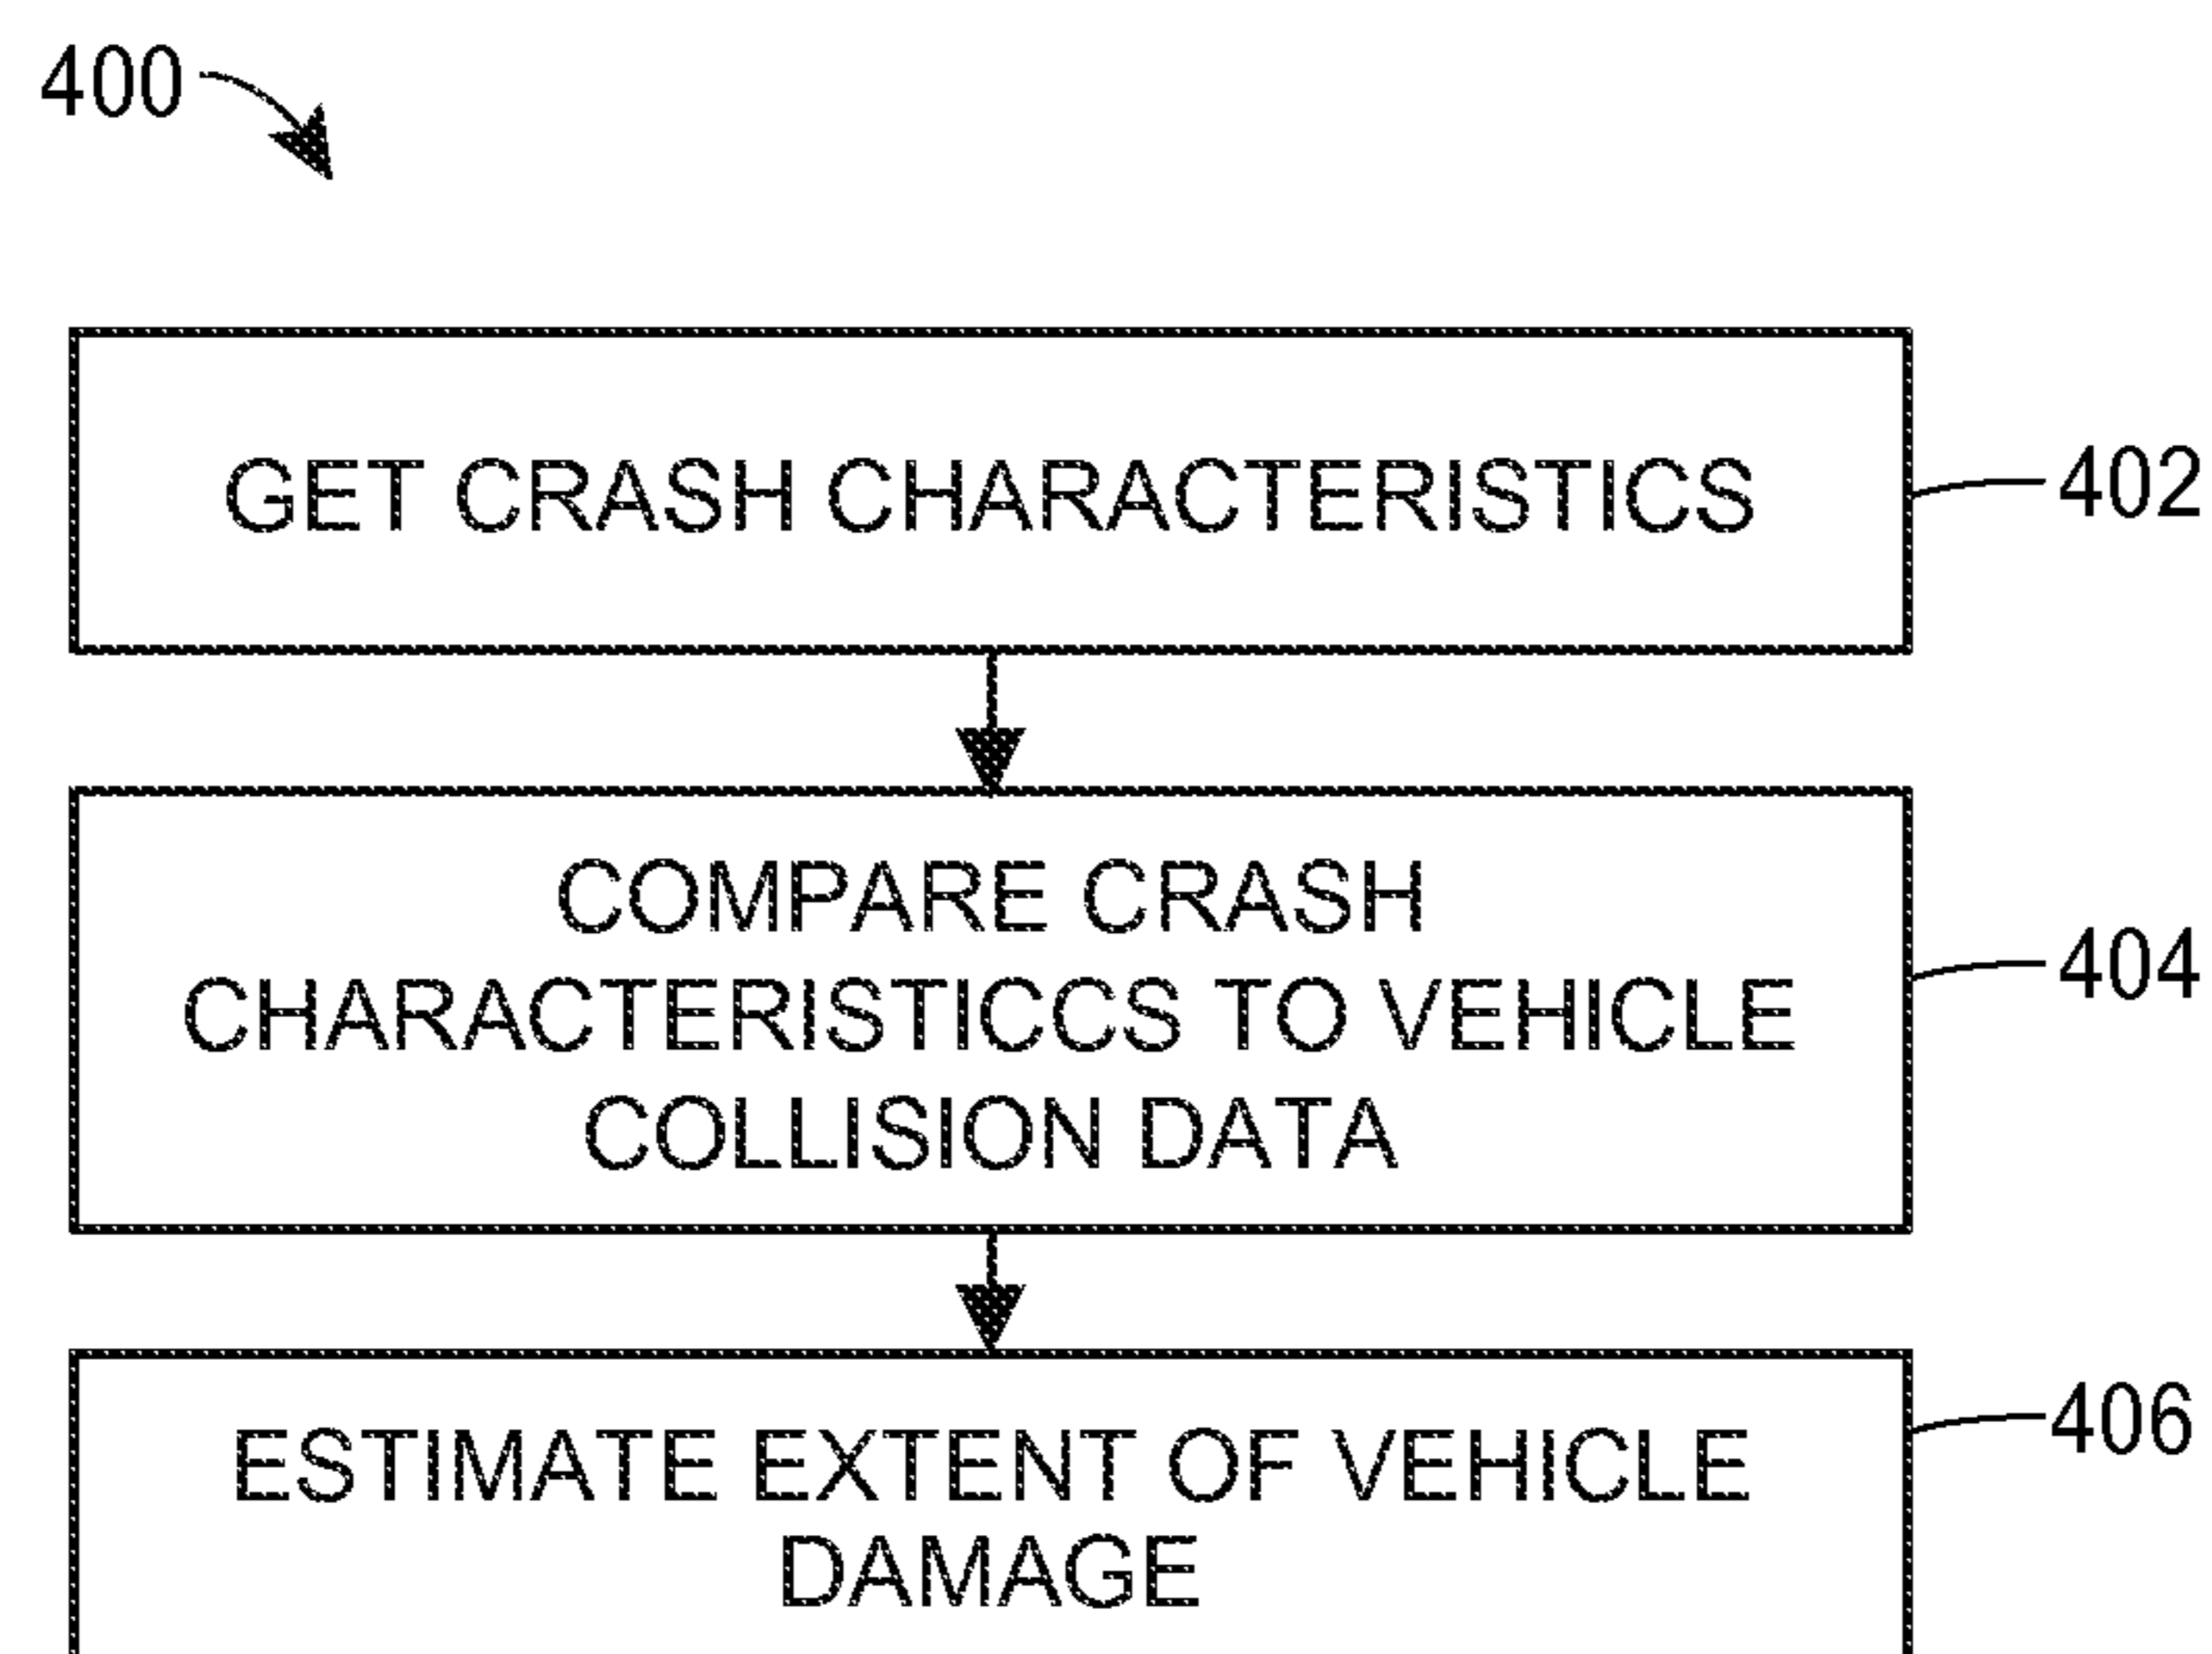 400
GET CRASH CHARACTERISTICS
402
COMPARE CRASH
CHARACTERISTICCS TO VEHICLE
COLLISION DATA
404
ESTIMATE EXTENT OF VEHICLE
DAMAGE
406